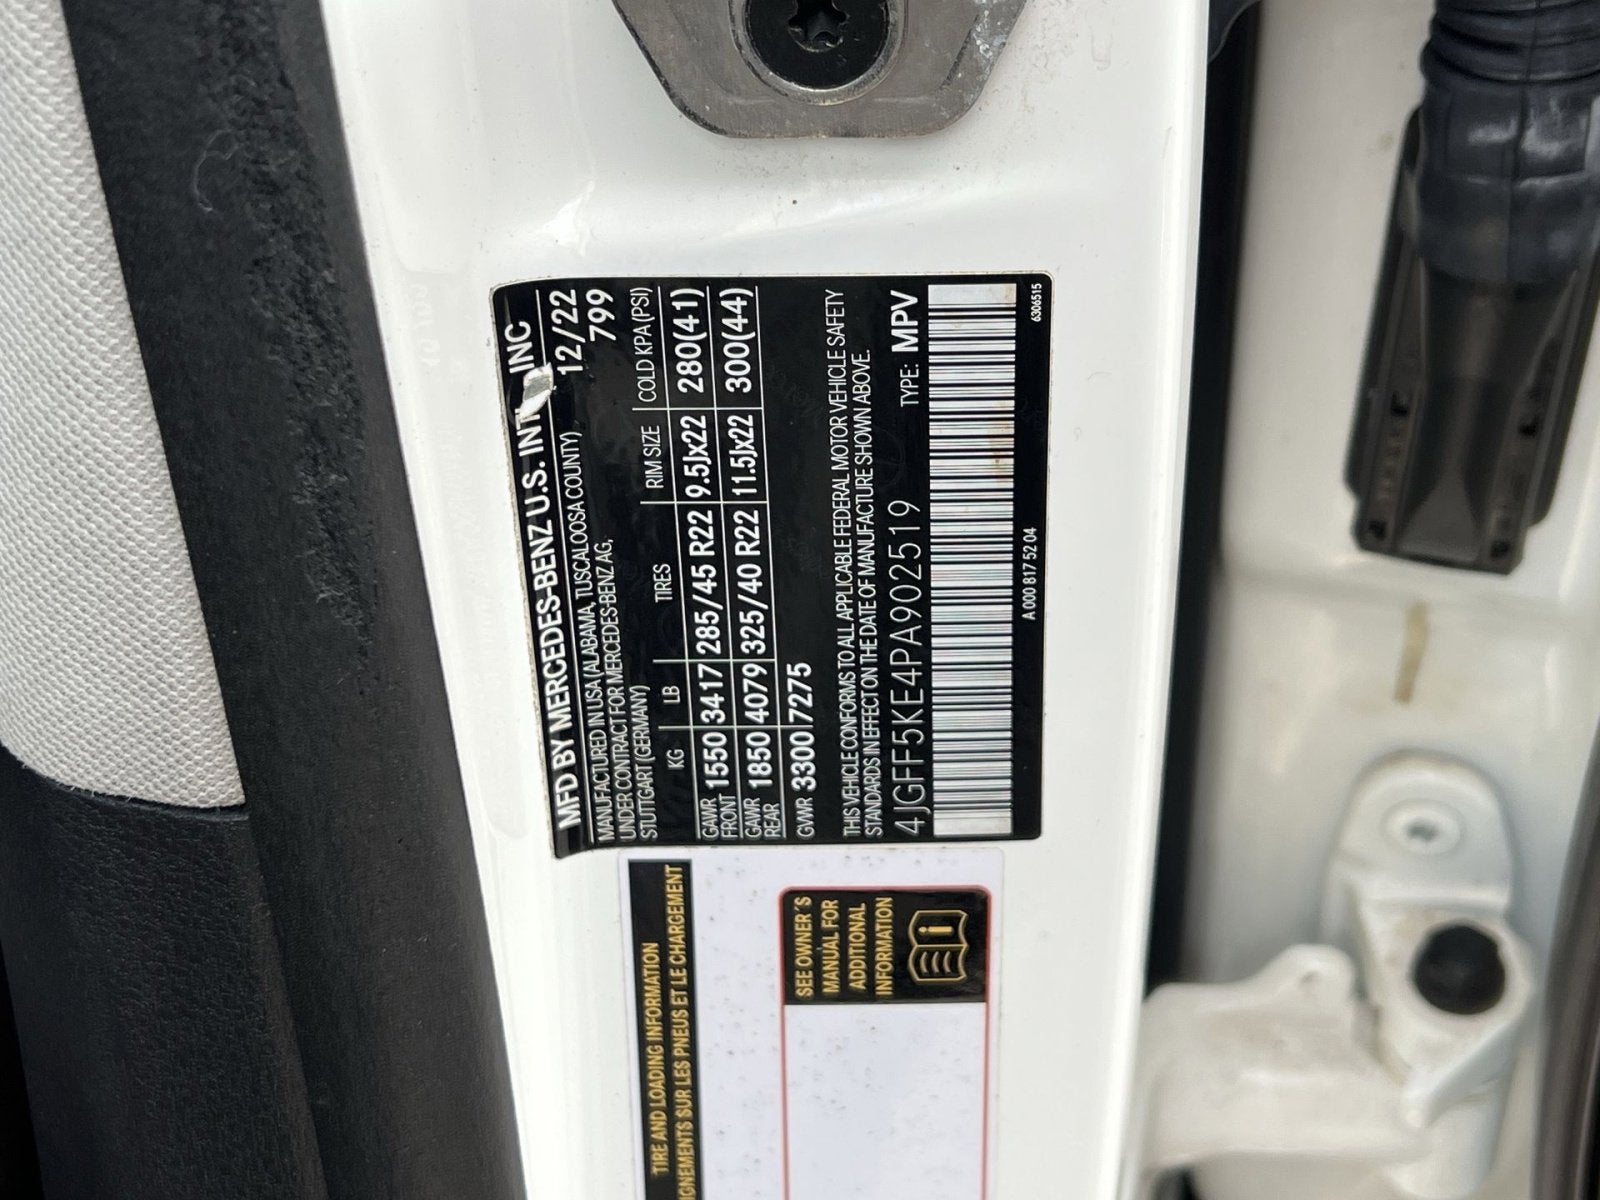 MFD BY MERCEDES-BENZ U.S. INT INC
MANUFACTURED IN USA (ALABAMA, TUSCALOOSA COUNTY) 12/22
UNDER CONTRACT FOR MERCEDES-BENZ AG, 799
STUTTGART (GERMANY)
KG LB TIRES RIM SIZE COLD KPA (PSI)
GAWR FRONT 1550 3417 285/45 R22 9.5Jx22 280(41)
GAWR REAR 1850 4079 325/40 R22 11.5Jx22 300(44)
GVWR 3300 7275
THIS VEHICLE CONFORMS TO ALL APPLICABLE FEDERAL MOTOR VEHICLE SAFETY
STANDARDS IN EFFECT ON THE DATE OF MANUFACTURE SHOWN ABOVE.
4JGFF5KE4PA902519 TYPE: MPV
A 000 817 52 04 6306515
TIRE AND LOADING INFORMATION
SUR LES PNEUS ET LE CHARGEMENT
SEE OWNER'S
MANUAL FOR
ADDITIONAL
INFORMATION